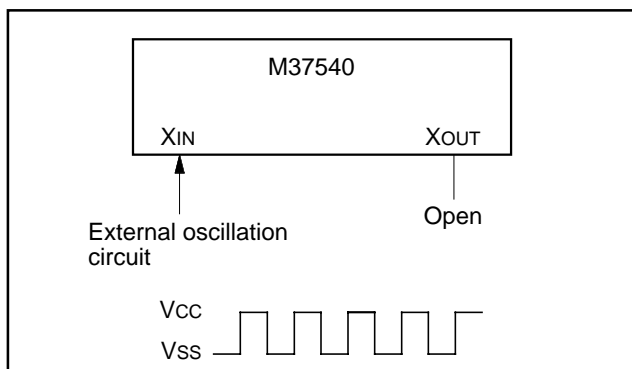 M37540
XIN XOUT
External oscillation
circuit
Open
VCC
VSS